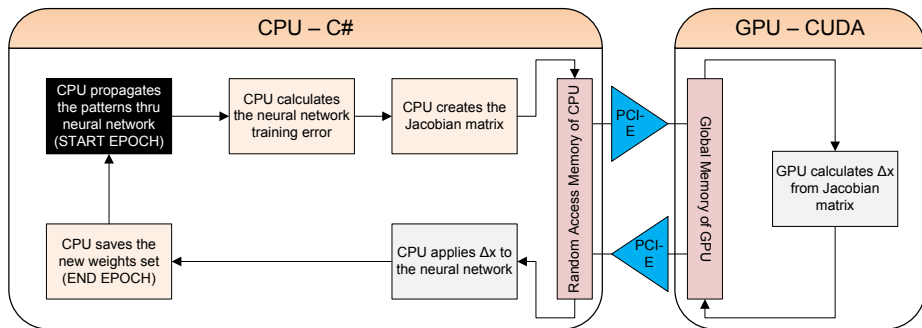 CPU – C#
GPU – CUDA
CPU propagates
the patterns thru
neural network
(START EPOCH)
CPU calculates
the neural network
training error
CPU creates the
Jacobian matrix
Random Access Memory of CPU
PCI-
E
Global Memory of
GPU
GPU calculates Δx
from Jacobian
matrix
CPU saves the
new weights set
(END EPOCH)
CPU applies Δx to
the neural network
PCI-
E